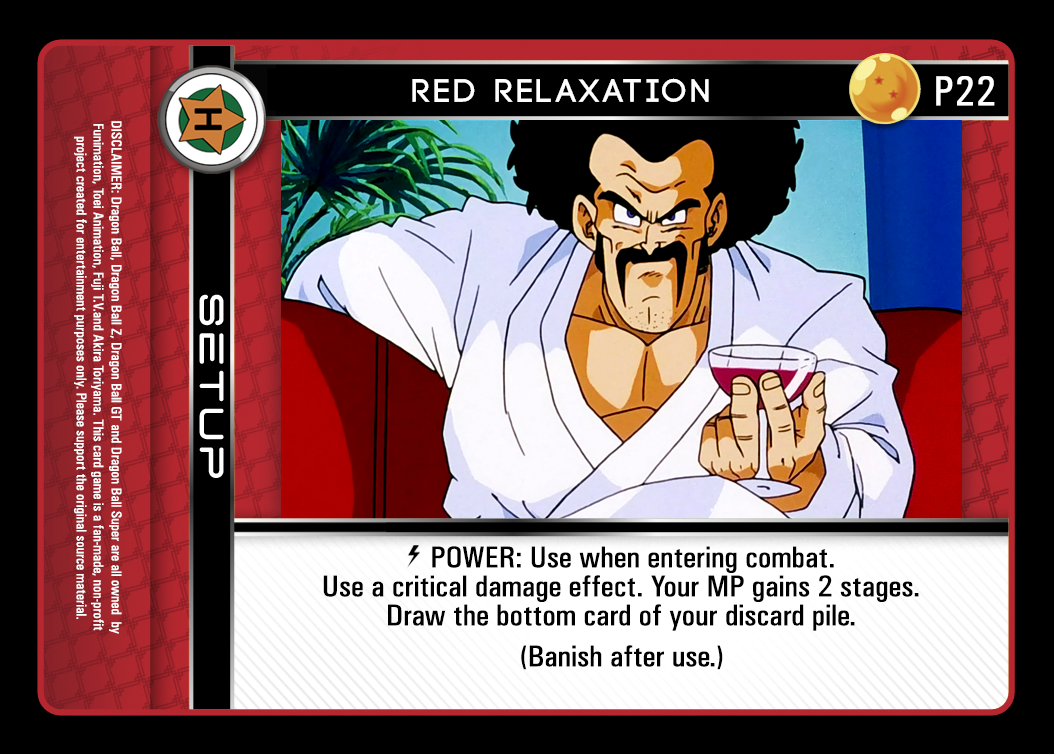 RED RELAXATION
P22
H
SETUP
POWER: Use when entering combat.
Use a critical damage effect. Your MP gains 2 stages.
Draw the bottom card of your discard pile.
(Banish after use.)
DISCLAIMER: Dragon Ball, Dragon Ball Z, Dragon Ball GT and Dragon Ball Super are all owned by
Funimation, Toei Animation, Fuji T.V.and Akira Toriyama. This card game is a fan-made, non-profit
project created for entertainment purposes only. Please support the original source material.